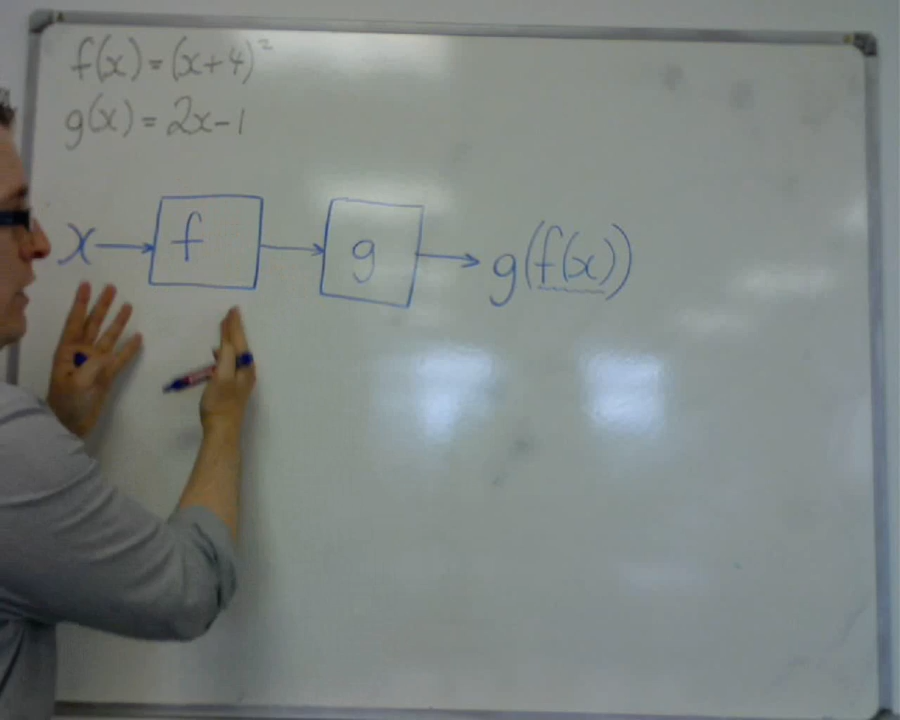 f(x) = (x+4)²
g(x) = 2x-1
x → f → g → g(f(x))